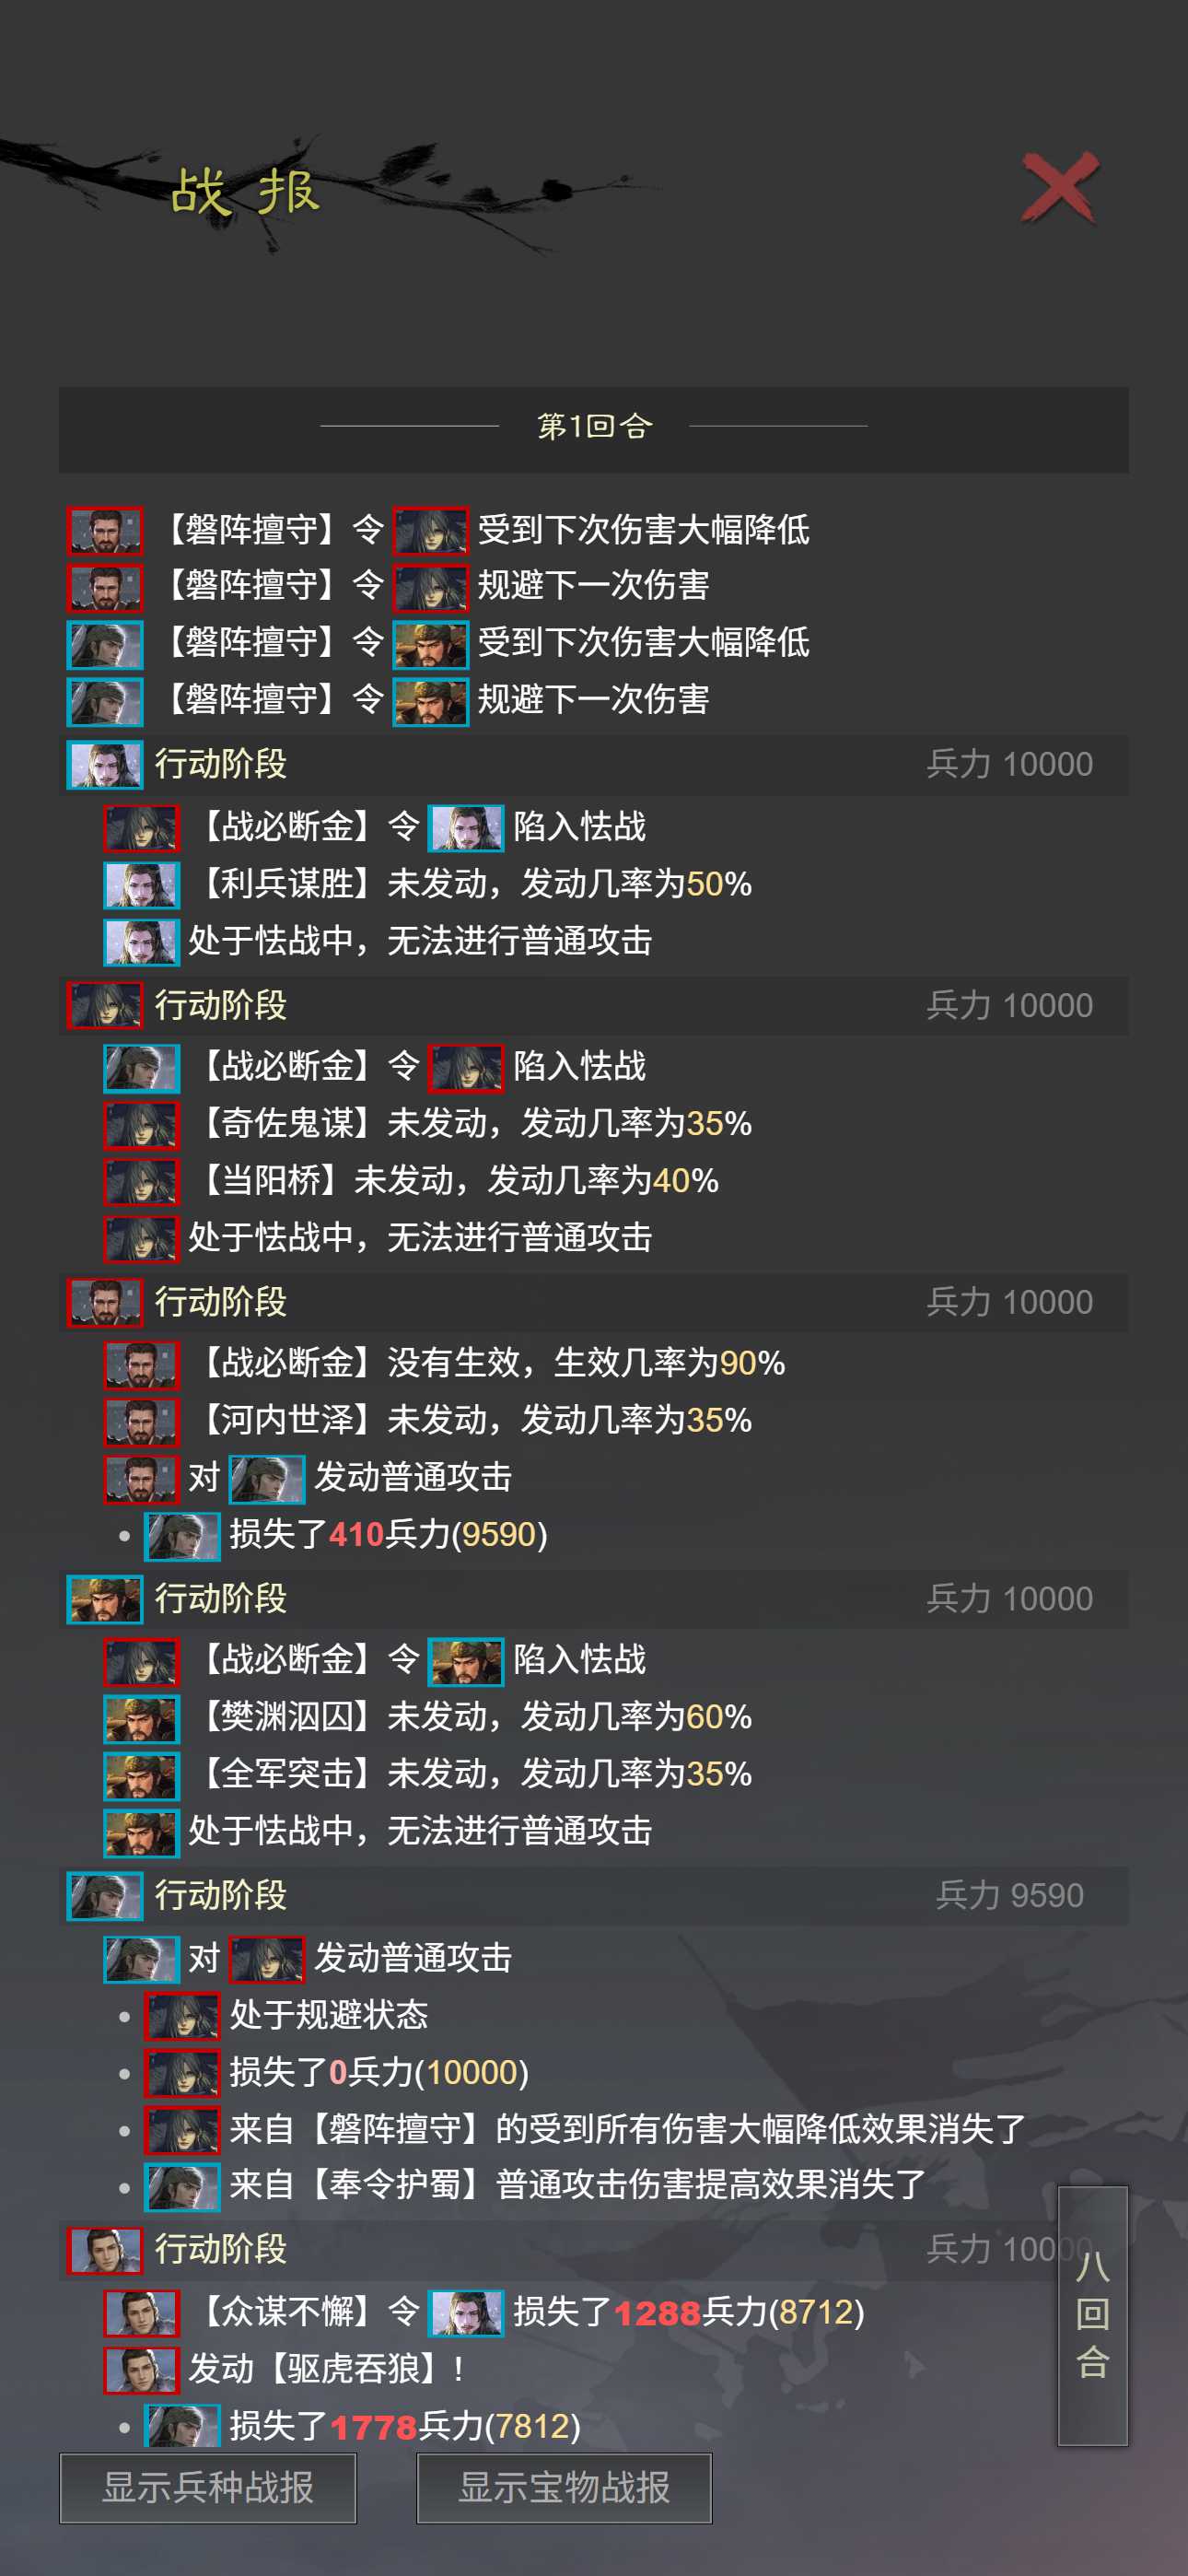 战报
第1回合
【磐阵擅守】令 受到下次伤害大幅降低
【磐阵擅守】令 规避下一次伤害
【磐阵擅守】令 受到下次伤害大幅降低
【磐阵擅守】令 规避下一次伤害
行动阶段 兵力 10000
【战必断金】令 陷入怯战
【利兵谋胜】未发动，发动几率为50%
处于怯战中，无法进行普通攻击
行动阶段 兵力 10000
【战必断金】令 陷入怯战
【奇佐鬼谋】未发动，发动几率为35%
【当阳桥】未发动，发动几率为40%
处于怯战中，无法进行普通攻击
行动阶段 兵力 10000
【战必断金】没有生效，生效几率为90%
【河内世泽】未发动，发动几率为35%
对 发动普通攻击
损失了410兵力(9590)
行动阶段 兵力 10000
【战必断金】令 陷入怯战
【樊渊泅囚】未发动，发动几率为60%
【全军突击】未发动，发动几率为35%
处于怯战中，无法进行普通攻击
行动阶段 兵力 9590
对 发动普通攻击
处于规避状态
损失了0兵力(10000)
来自【磐阵擅守】的受到所有伤害大幅降低效果消失了
来自【奉令护蜀】普通攻击伤害提高效果消失了
行动阶段 兵力 10000
【众谋不懈】令 损失了1288兵力(8712)
发动【驱虎吞狼】!
损失了1778兵力(7812)
八回合
显示兵种战报 显示宝物战报